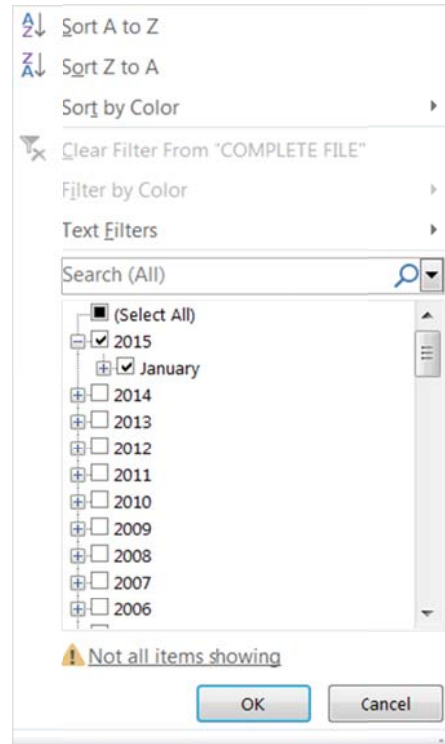 Sort A to Z
Sort Z to A
Sort by Color
Clear Filter From "COMPLETE FILE"
Filter by Color
Text Filters
Search (All)
(Select All)
2015
January
2014
2013
2012
2011
2010
2009
2008
2007
2006
Not all items showing
OK Cancel